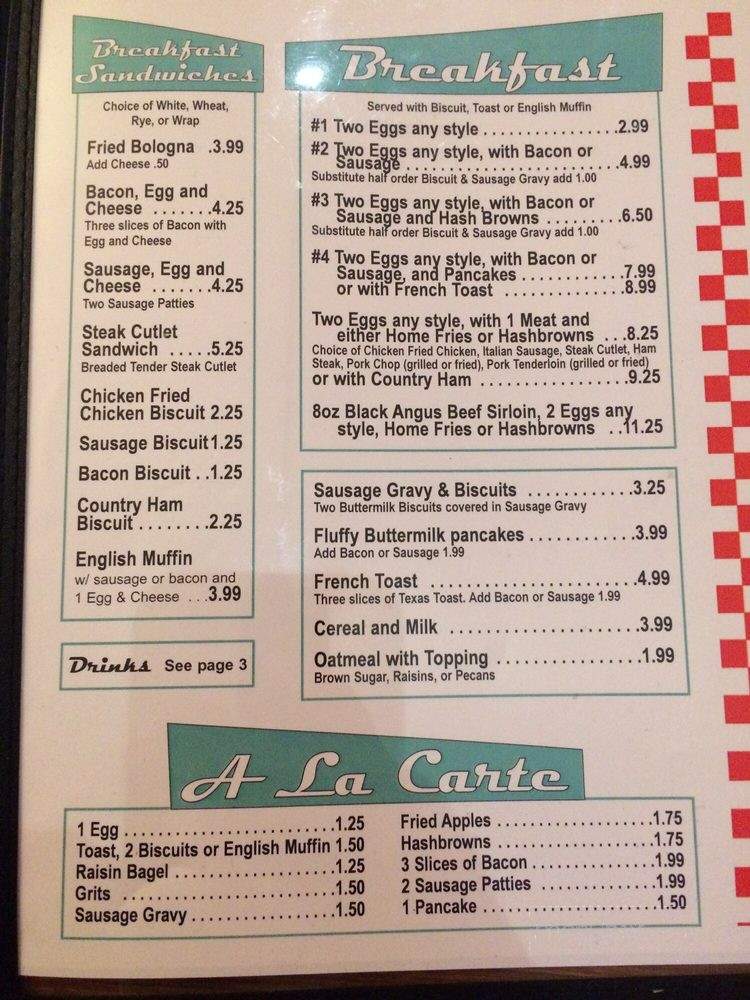 Breakfast
Sandwiches
Choice of White, Wheat,
Rye, or Wrap
Fried Bologna .3.99
Add Cheese .50
Bacon, Egg and
Cheese .......4.25
Three slices of Bacon with
Egg and Cheese
Sausage, Egg and
Cheese .......4.25
Two Sausage Patties
Steak Cutlet
Sandwich .....5.25
Breaded Tender Steak Cutlet
Chicken Fried
Chicken Biscuit 2.25
Sausage Biscuit 1.25
Bacon Biscuit ..1.25
Country Ham
Biscuit ........2.25
English Muffin
w/ sausage or bacon and
1 Egg & Cheese ...3.99
Drinks See page 3
Breakfast
Served with Biscuit, Toast or English Muffin
#1 Two Eggs any style ................2.99
#2 Two Eggs any style, with Bacon or
Sausage .........................4.99
Substitute half order Biscuit & Sausage Gravy add 1.00
#3 Two Eggs any style, with Bacon or
Sausage and Hash Browns .........6.50
Substitute half order Biscuit & Sausage Gravy add 1.00
#4 Two Eggs any style, with Bacon or
Sausage, and Pancakes ............7.99
or with French Toast ..............8.99
Two Eggs any style, with 1 Meat and
either Home Fries or Hashbrowns ...8.25
Choice of Chicken Fried Chicken, Italian Sausage, Steak Cutlet, Ham
Steak, Pork Chop (grilled or fried), Pork Tenderloin (grilled or fried)
or with Country Ham .................9.25
8oz Black Angus Beef Sirloin, 2 Eggs any
style, Home Fries or Hashbrowns ..11.25
Sausage Gravy & Biscuits ............3.25
Two Buttermilk Biscuits covered in Sausage Gravy
Fluffy Buttermilk pancakes ............3.99
Add Bacon or Sausage 1.99
French Toast ........................4.99
Three slices of Texas Toast. Add Bacon or Sausage 1.99
Cereal and Milk ......................3.99
Oatmeal with Topping .................1.99
Brown Sugar, Raisins, or Pecans
A La Carte
1 Egg .........................1.25
Toast, 2 Biscuits or English Muffin 1.50
Raisin Bagel ...................1.25
Grits .........................1.50
Sausage Gravy .................1.50
Fried Apples ...................1.75
Hashbrowns ...................1.75
3 Slices of Bacon ..............1.99
2 Sausage Patties .............1.99
1 Pancake .....................1.50